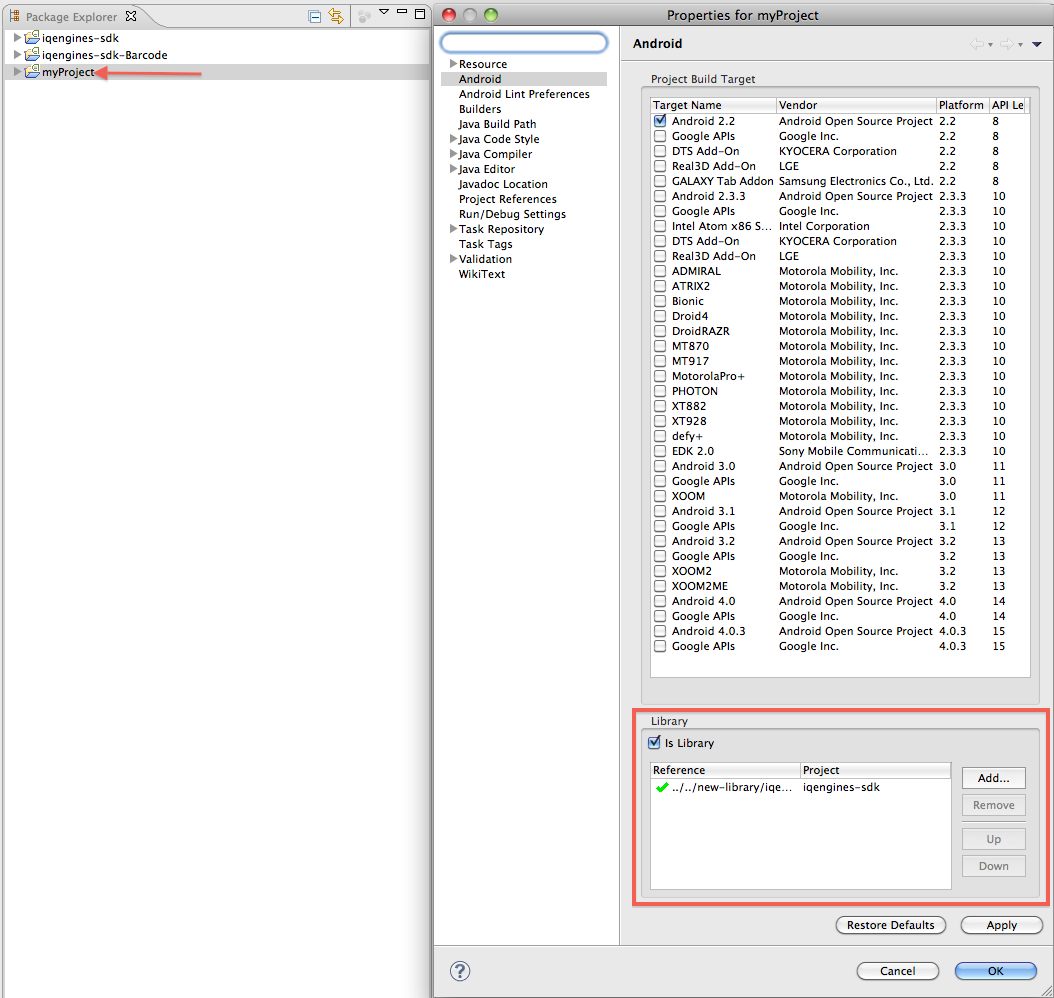 Package Explorer
iqengines-sdk
iqengines-sdk-Barcode
myProject
Properties for myProject
Resource
Android
Android Lint Preferences
Builders
Java Build Path
Java Code Style
Java Compiler
Java Editor
Javadoc Location
Project References
Run/Debug Settings
Task Repository
Task Tags
Validation
WikiText
Android
Project Build Target
Target Name Vendor Platform API Le
Android 2.2 Android Open Source Project 2.2 8
Google APIs Google Inc. 2.2 8
DTS Add-On KYOCERA Corporation 2.2 8
Real3D Add-On LGE 2.2 8
GALAXY Tab Addon Samsung Electronics Co., Ltd. 2.2 8
Android 2.3.3 Android Open Source Project 2.3.3 10
Google APIs Google Inc. 2.3.3 10
Intel Atom x86 S... Intel Corporation 2.3.3 10
DTS Add-On KYOCERA Corporation 2.3.3 10
Real3D Add-On LGE 2.3.3 10
ADMIRAL Motorola Mobility, Inc. 2.3.3 10
ATRIX2 Motorola Mobility, Inc. 2.3.3 10
Bionic Motorola Mobility, Inc. 2.3.3 10
Droid4 Motorola Mobility, Inc. 2.3.3 10
DroidRAZR Motorola Mobility, Inc. 2.3.3 10
MT870 Motorola Mobility, Inc. 2.3.3 10
MT917 Motorola Mobility, Inc. 2.3.3 10
MotorolaPro+ Motorola Mobility, Inc. 2.3.3 10
PHOTON Motorola Mobility, Inc. 2.3.3 10
XT882 Motorola Mobility, Inc. 2.3.3 10
XT928 Motorola Mobility, Inc. 2.3.3 10
defy+ Motorola Mobility, Inc. 2.3.3 10
EDK 2.0 Sony Mobile Communicati... 2.3.3 10
Android 3.0 Android Open Source Project 3.0 11
Google APIs Google Inc. 3.0 11
XOOM Motorola Mobility, Inc. 3.0 11
Android 3.1 Android Open Source Project 3.1 12
Google APIs Google Inc. 3.1 12
Android 3.2 Android Open Source Project 3.2 13
Google APIs Google Inc. 3.2 13
XOOM2 Motorola Mobility, Inc. 3.2 13
XOOM2ME Motorola Mobility, Inc. 3.2 13
Android 4.0 Android Open Source Project 4.0 14
Google APIs Google Inc. 4.0 14
Android 4.0.3 Android Open Source Project 4.0.3 15
Google APIs Google Inc. 4.0.3 15
Library
Is Library
Reference Project
../../new-library/iqe... iqengines-sdk
Add...
Remove
Up
Down
Restore Defaults Apply
? Cancel OK